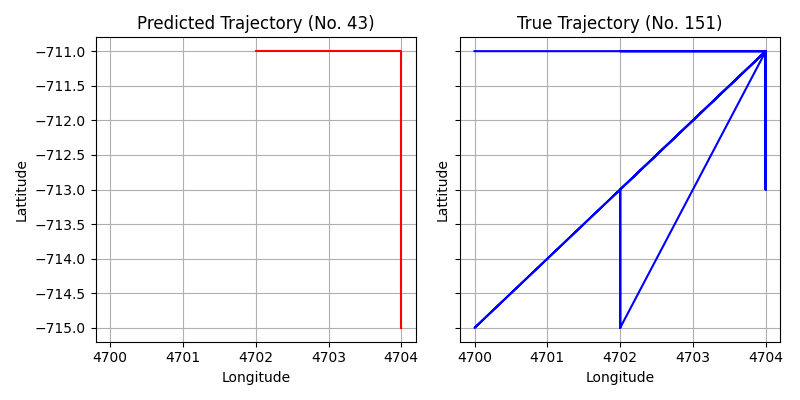 Predicted Trajectory (No. 43)
True Trajectory (No. 151)
−711.0
−711.5
−712.0
−712.5
−713.0
−713.5
−714.0
−714.5
−715.0
Lattitude
Lattitude
4700 4701 4702 4703 4704
4700 4701 4702 4703 4704
Longitude
Longitude